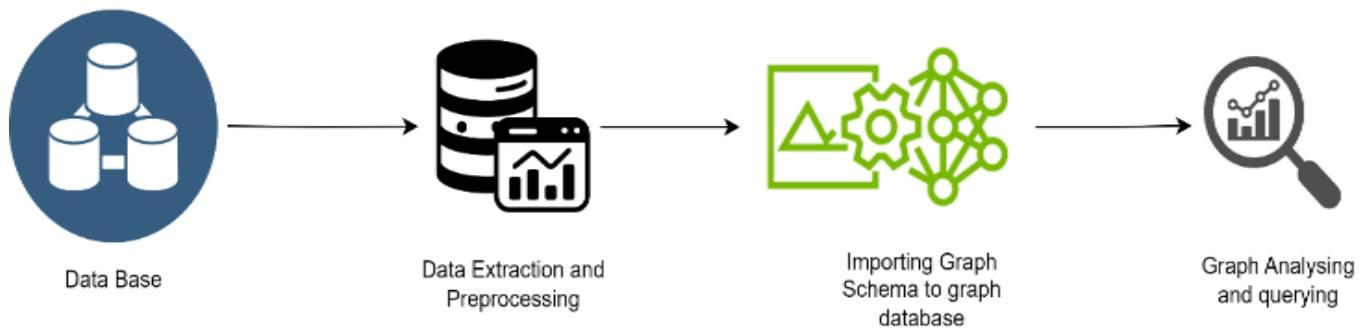 Data Base
Data Extraction and
Preprocessing
Importing Graph
Schema to graph
database
Graph Analysing
and querying